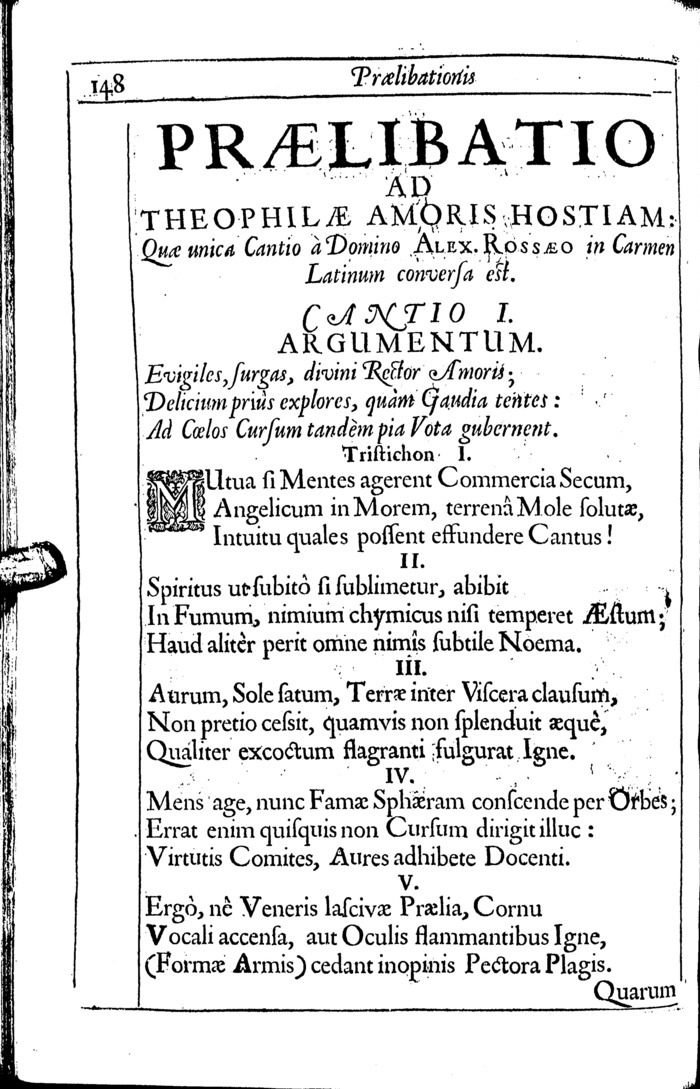 148
Prælibationis
PRÆLIBATIO
AD
THEOPHILÆ AMORIS HOSTIAM:
Quæ unica Cantio à Domino ALEX. ROSSÆO in Carmen
Latinum conversa est.
CANTIO I.
ARGUMENTUM.
Evigiles, surgas, divini Rector Amoris;
Delicium priùs explores, quàm Gaudia tentes:
Ad Cœlos Cursum tandèm pia Vota gubernent.
Tristichon I.
MUtua si Mentes agerent Commercia Secum,
Angelicum in Morem, terrenâ Mole solutæ,
Intuitu quales possent effundere Cantus!
II.
Spiritus ut subitò si sublimetur, abibit
In Fumum, nimium chymicus nisi temperet Æstum;
Haud alitèr perit omne nimîs subtile Noema.
III.
Aurum, Sole satum, Terræ inter Viscera clausum,
Non pretio cessit, quamvis non splenduit æquè,
Qualiter excoctum flagranti fulgurat Igne.
IV.
Mens age, nunc Famæ Sphæram conscende per Orbes;
Errat enim quisquis non Cursum dirigit illuc:
Virtutis Comites, Aures adhibete Docenti.
V.
Ergò, nè Veneris lascivæ Prælia, Cornu
Vocali accensa, aut Oculis flammantibus Igne,
(Formæ Armis) cedant inopinis Pectora Plagis.
Quarum